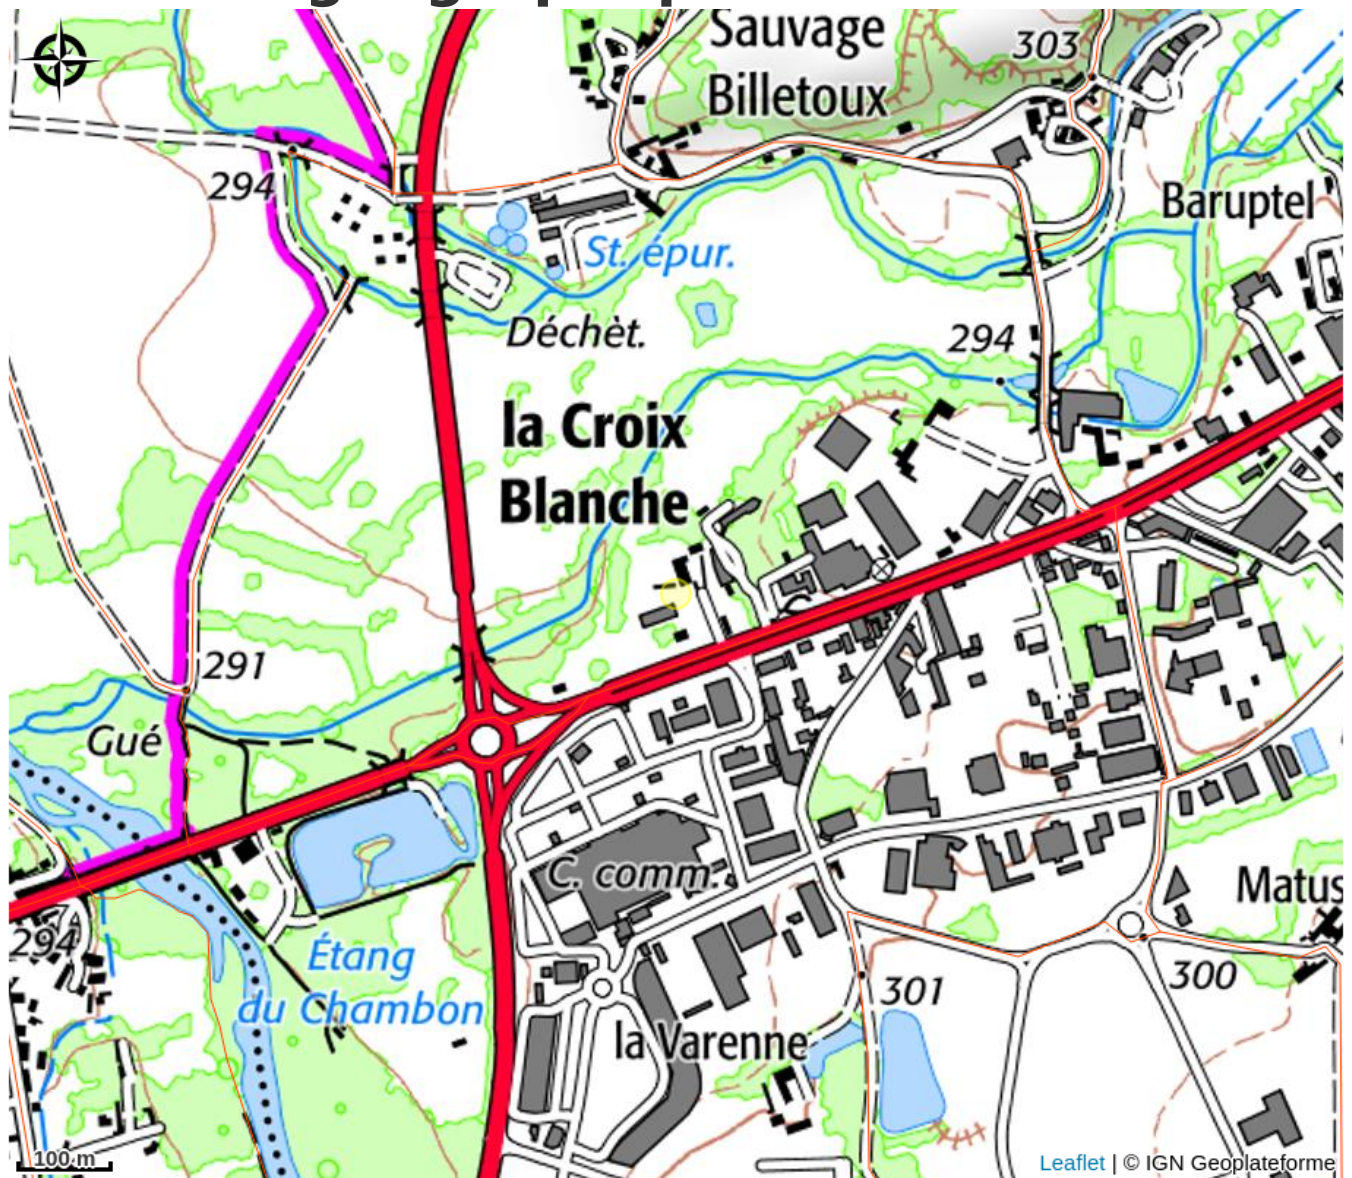 Sauvage
Billetoux
303
294
Baruptel
St. épur.
Déchèt.
294
la Croix
Blanche
291
Gué
C. comm.
Matus
294
Étang
du Chambon
301
300
la Varenne
100 m
Leaflet | © IGN Geoplateforme